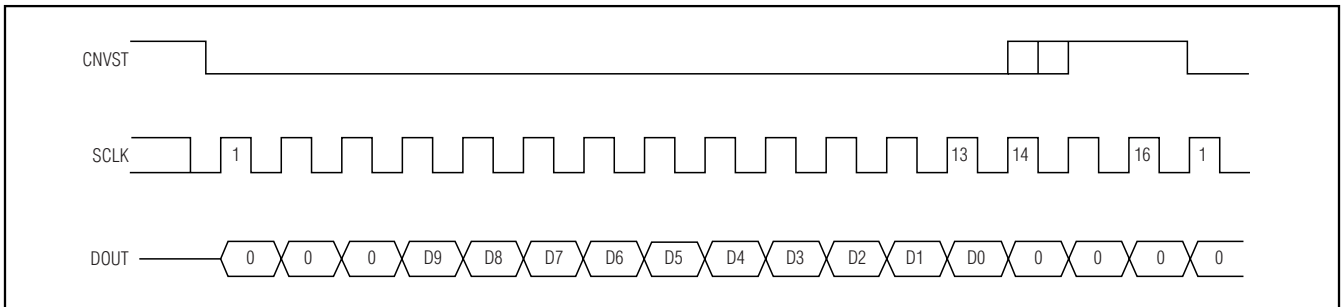 CNVST
SCLK 1 13 14 16 1
DOUT 0 0 0 D9 D8 D7 D6 D5 D4 D3 D2 D1 D0 0 0 0 0